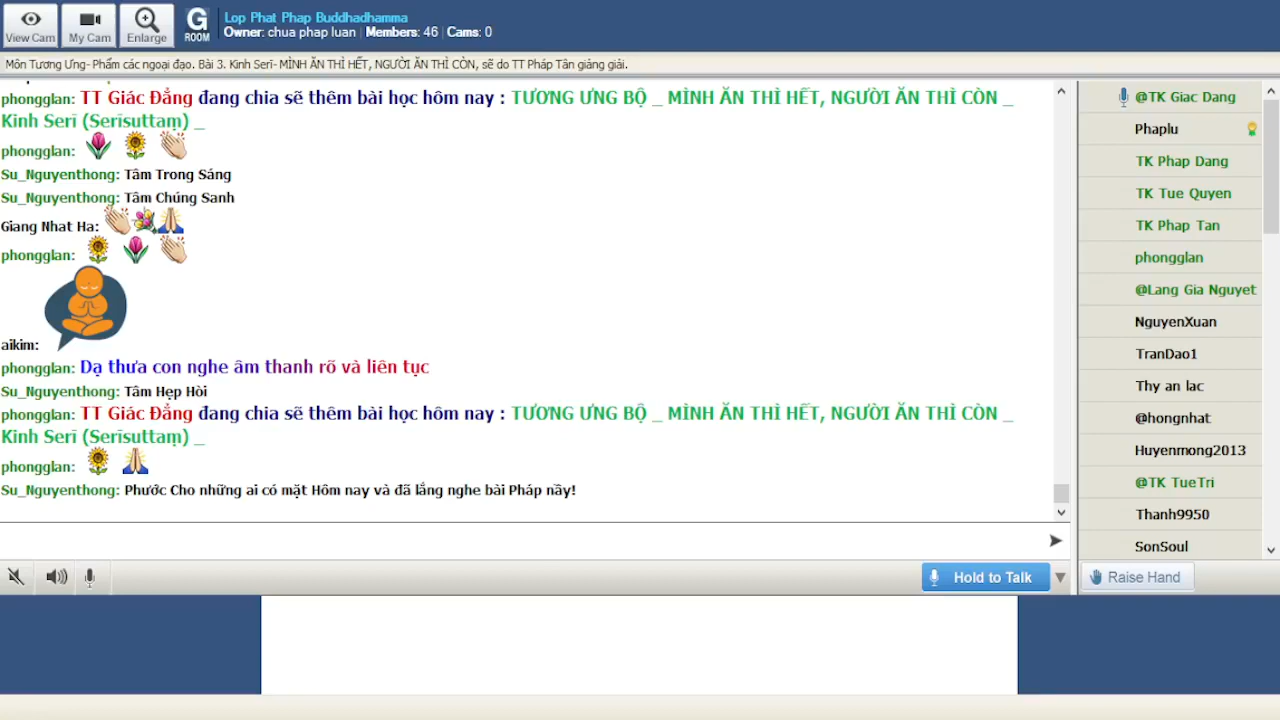 Lop Phat Phap Buddhadhamma
Owner: chua phap luan | Members: 46 | Cams: 0
View Cam
My Cam
Enlarge
G ROOM
Môn Tương Ưng- Phẩm các ngoại đạo. Bài 3. Kinh Serī- MÌNH ĂN THÌ HẾT, NGƯỜI ĂN THÌ CÒN, sẽ do TT Pháp Tân giảng giải.
phongglan: TT Giác Đẳng đang chia sẽ thêm bài học hôm nay : TƯƠNG ƯNG BỘ _ MÌNH ĂN THÌ HẾT, NGƯỜI ĂN THÌ CÒN _
Kinh Serī (Serīsuttaṃ) _
phongglan:
Su_Nguyenthong: Tâm Trong Sáng
Su_Nguyenthong: Tâm Chúng Sanh
Giang Nhat Ha:
phongglan:
aikim:
phongglan: Dạ thưa con nghe âm thanh rõ và liên tục
Su_Nguyenthong: Tâm Hẹp Hòi
phongglan: TT Giác Đẳng đang chia sẽ thêm bài học hôm nay : TƯƠNG ƯNG BỘ _ MÌNH ĂN THÌ HẾT, NGƯỜI ĂN THÌ CÒN _
Kinh Serī (Serīsuttaṃ) _
phongglan:
Su_Nguyenthong: Phước Cho những ai có mặt Hôm nay và đã lắng nghe bài Pháp nầy!
@TK Giac Dang
Phaplu
TK Phap Dang
TK Tue Quyen
TK Phap Tan
phongglan
@Lang Gia Nguyet
NguyenXuan
TranDao1
Thy an lac
@hongnhat
Huyenmong2013
@TK TueTri
Thanh9950
SonSoul
Hold to Talk
Raise Hand